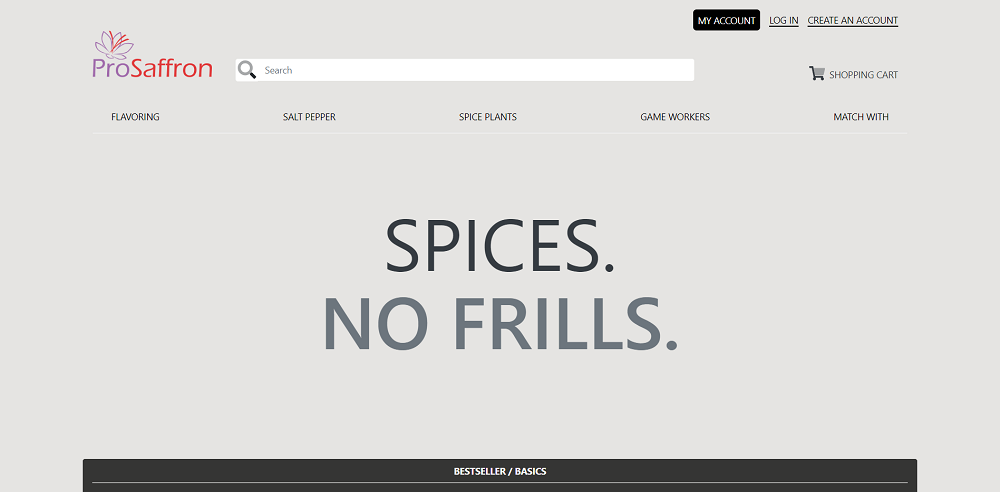 MY ACCOUNT LOG IN CREATE AN ACCOUNT
ProSaffron
Search
SHOPPING CART
FLAVORING SALT PEPPER SPICE PLANTS GAME WORKERS MATCH WITH
SPICES.
NO FRILLS.
BESTSELLER / BASICS